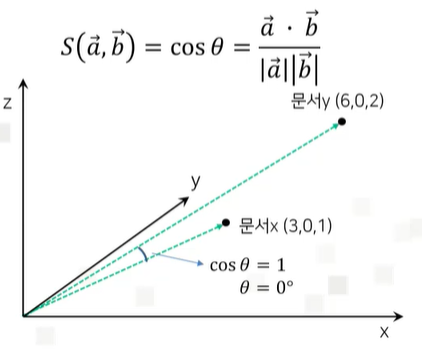 S(a⃗, b⃗) = cos θ = (a⃗ · b⃗) / (|a⃗||b⃗|)
문서y (6,0,2)
z
y
문서x (3,0,1)
cos θ = 1
θ = 0°
x